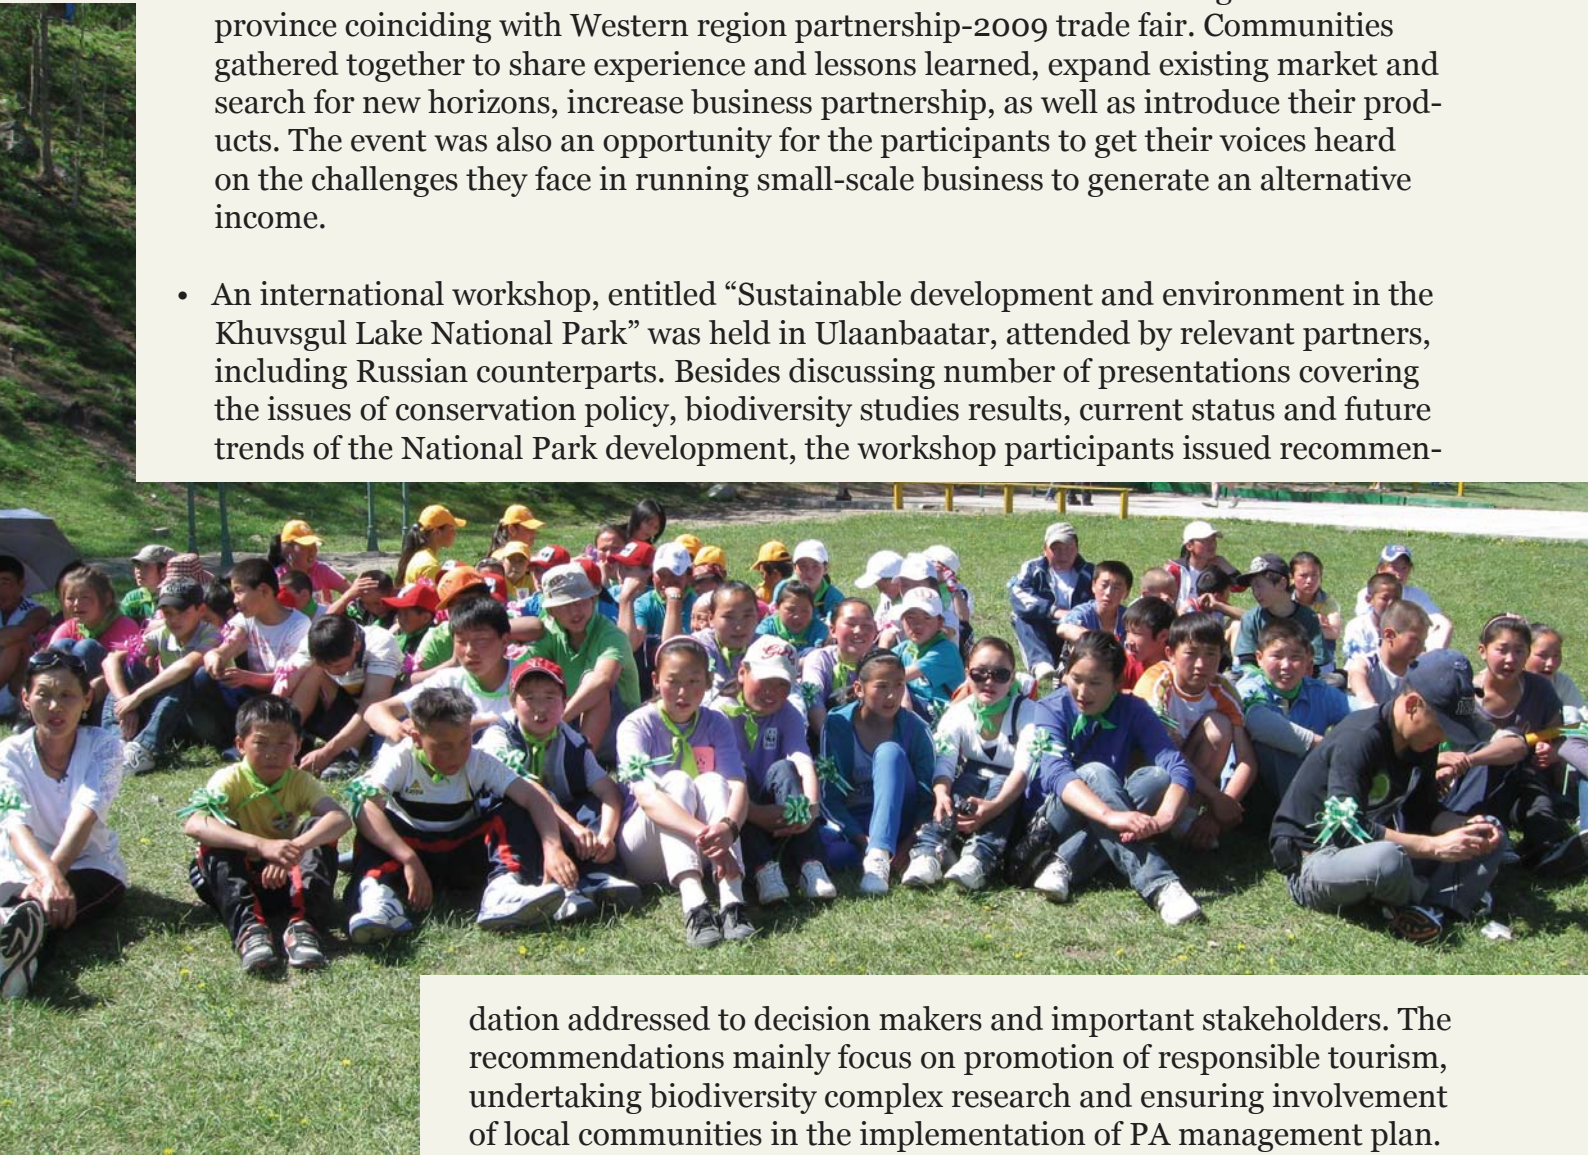 province coinciding with Western region partnership-2009 trade fair. Communities
gathered together to share experience and lessons learned, expand existing market and
search for new horizons, increase business partnership, as well as introduce their prod-
ucts. The event was also an opportunity for the participants to get their voices heard
on the challenges they face in running small-scale business to generate an alternative
income.
• An international workshop, entitled “Sustainable development and environment in the
Khuvsgul Lake National Park” was held in Ulaanbaatar, attended by relevant partners,
including Russian counterparts. Besides discussing number of presentations covering
the issues of conservation policy, biodiversity studies results, current status and future
trends of the National Park development, the workshop participants issued recommen-
dation addressed to decision makers and important stakeholders. The
recommendations mainly focus on promotion of responsible tourism,
undertaking biodiversity complex research and ensuring involvement
of local communities in the implementation of PA management plan.